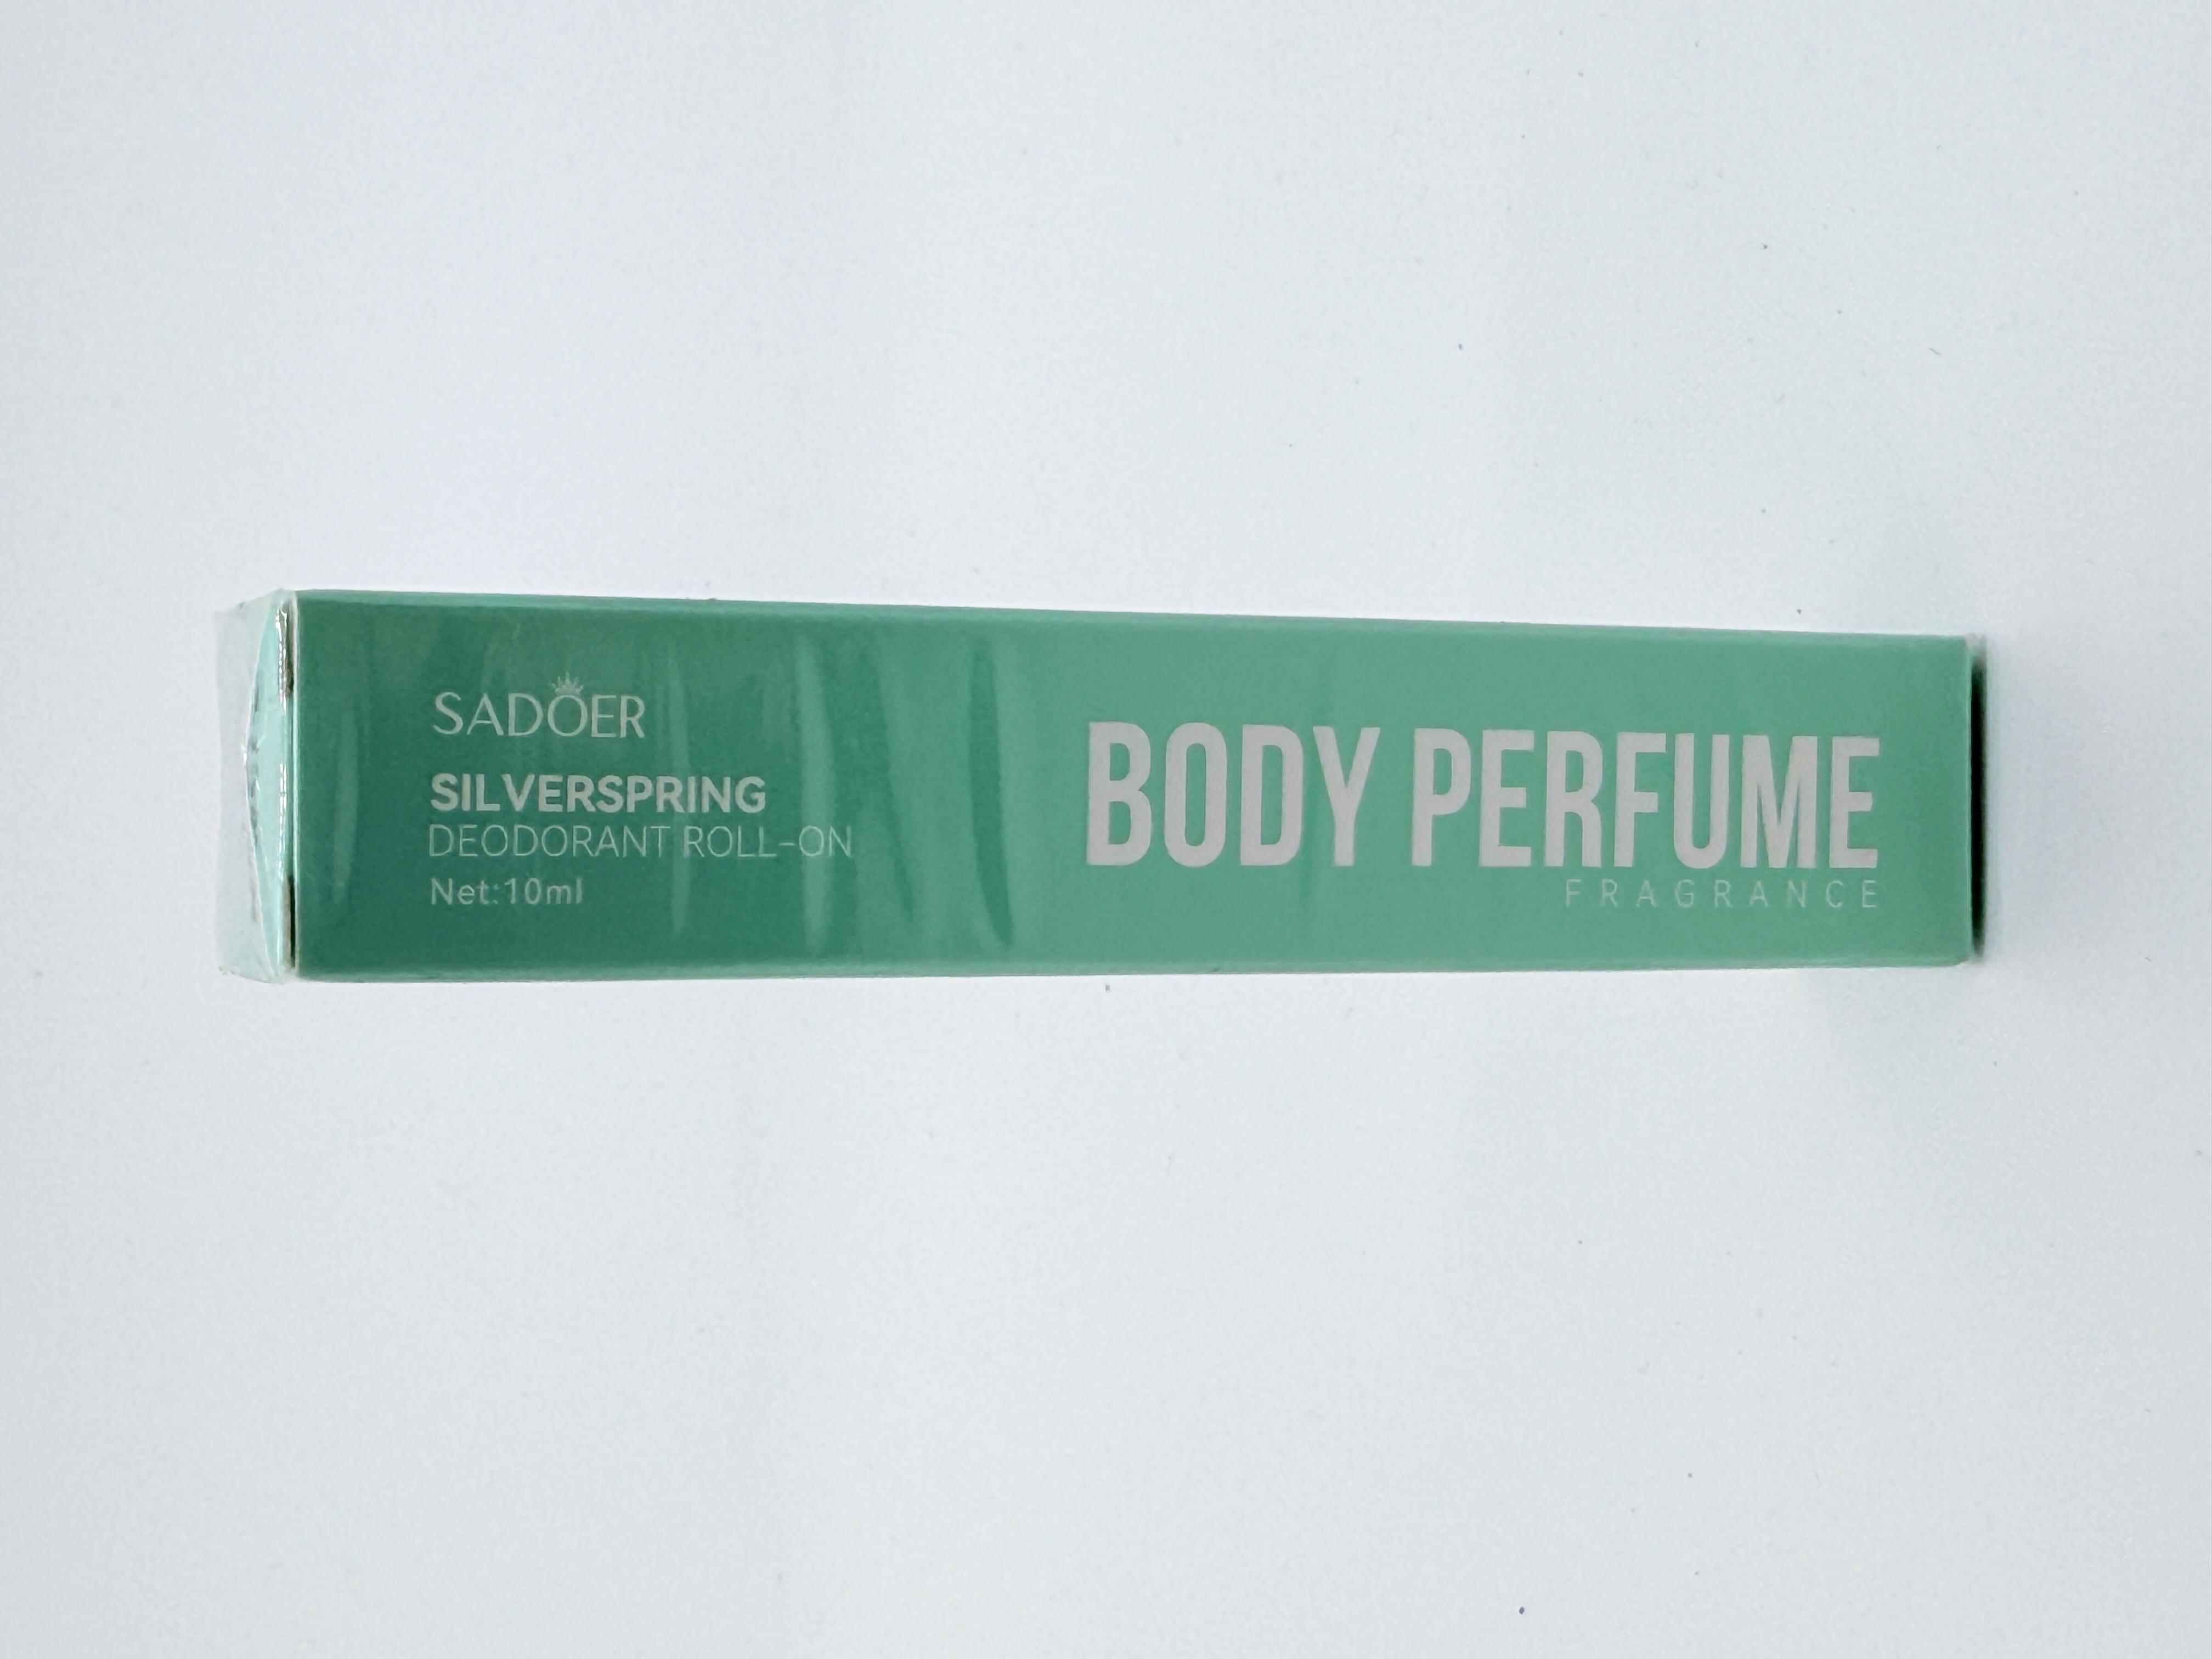 SADOER
SILVERSPRING
DEODORANT ROLL-ON
Net:10ml
BODY PERFUME
FRAGRANCE